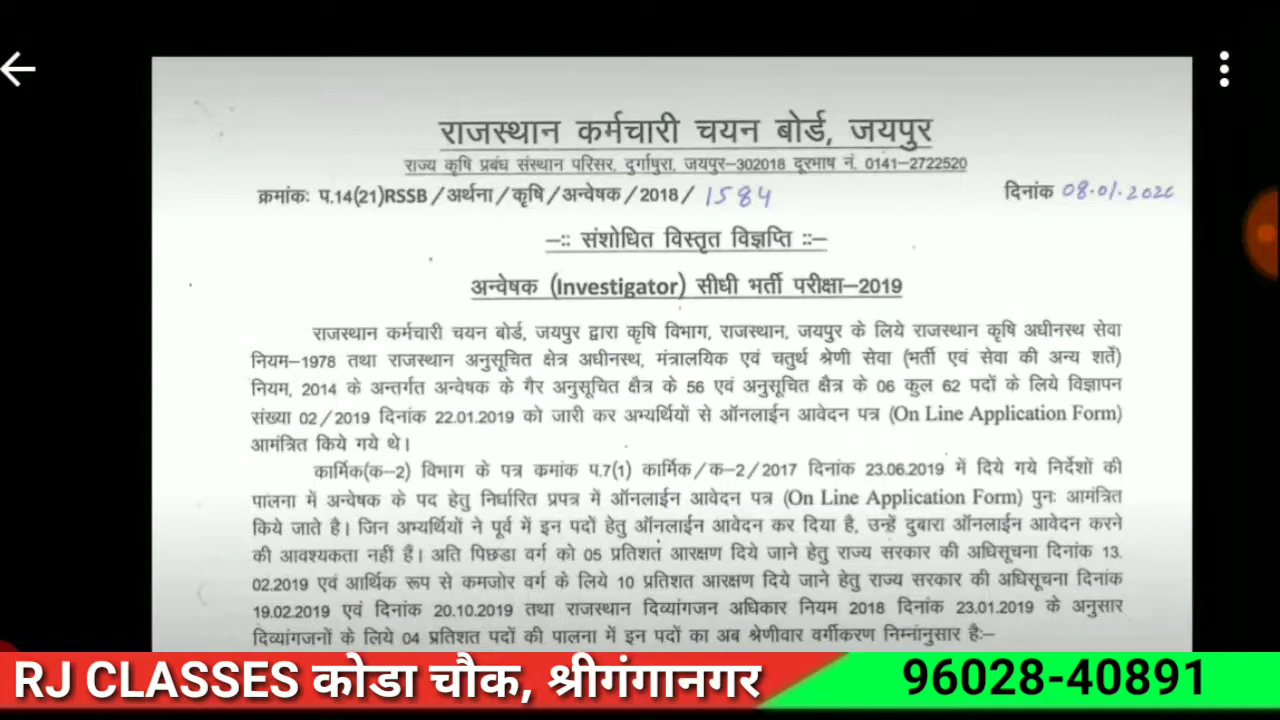 राजस्थान कर्मचारी चयन बोर्ड, जयपुर
राज्य कृषि प्रबंध संस्थान परिसर, दुर्गापुरा, जयपुर–302018 दूरभाष नं. 0141–2722520
क्रमांकः प.14(21)RSSB/अर्थना/कृषि/अन्वेषक/2018/ 1584 दिनांक 08.01.2020
–:: संशोधित विस्तृत विज्ञप्ति ::–
अन्वेषक (Investigator) सीधी भर्ती परीक्षा–2019
राजस्थान कर्मचारी चयन बोर्ड, जयपुर द्वारा कृषि विभाग, राजस्थान, जयपुर के लिये राजस्थान कृषि अधीनस्थ सेवा
नियम–1978 तथा राजस्थान अनुसूचित क्षेत्र अधीनस्थ, मंत्रालयिक एवं चतुर्थ श्रेणी सेवा (भर्ती एवं सेवा की अन्य शर्ते)
नियम, 2014 के अन्तर्गत अन्वेषक के गैर अनुसूचित क्षैत्र के 56 एवं अनुसूचित क्षैत्र के 06 कुल 62 पदों के लिये विज्ञापन
संख्या 02/2019 दिनांक 22.01.2019 को जारी कर अभ्यर्थियों से ऑनलाईन आवेदन पत्र (On Line Application Form)
आमंत्रित किये गये थे।
कार्मिक(क–2) विभाग के पत्र कमांक प.7(1) कार्मिक/क–2/2017 दिनांक 23.06.2019 में दिये गये निर्देशों की
पालना में अन्वेषक के पद हेतु निर्धारित प्रपत्र में ऑनलाईन आवेदन पत्र (On Line Application Form) पुनः आमंत्रित
किये जाते है। जिन अभ्यर्थियों ने पूर्व में इन पदों हेतु ऑनलाईन आवेदन कर दिया है, उन्हें दुबारा ऑनलाईन आवेदन करने
की आवश्यकता नहीं हैं। अति पिछडा वर्ग को 05 प्रतिशत आरक्षण दिये जाने हेतु राज्य सरकार की अधिसूचना दिनांक 13.
02.2019 एवं आर्थिक रूप से कमजोर वर्ग के लिये 10 प्रतिशत आरक्षण दिये जाने हेतु राज्य सरकार की अधिसूचना दिनांक
19.02.2019 एवं दिनांक 20.10.2019 तथा राजस्थान दिव्यांगजन अधिकार नियम 2018 दिनांक 23.01.2019 के अनुसार
दिव्यांगजनों के लिये 04 प्रतिशत पदों की पालना में इन पदों का अब श्रेणीवार वर्गीकरण निम्नांनुसार हैः–
RJ CLASSES कोडा चौक, श्रीगंगानगर 96028-40891